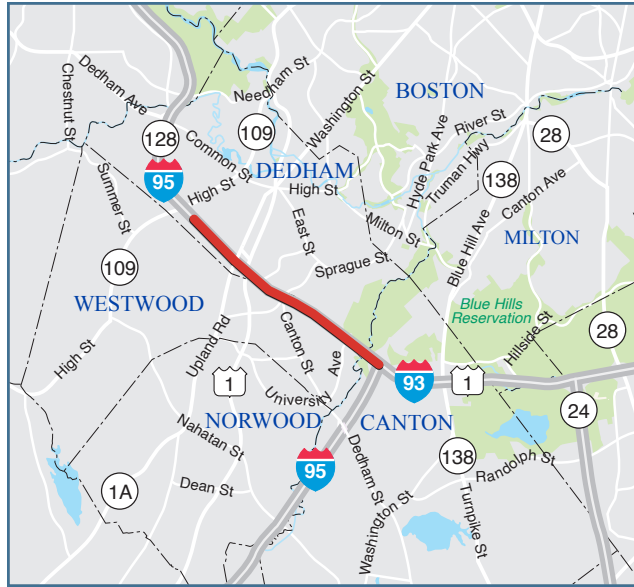 Chestnut St
Dedham Ave
Needham St
Washington St
BOSTON
128
109
Common St
River St
28
Hyde Park Ave
Truman Hwy
DEDHAM
138
Canton Ave
95
High St
High St
Summer St
Milton St
Blue Hill Ave
MILTON
East St
Sprague St
109
WESTWOOD
Blue Hills
Reservation
Hillside St
28
High St
Upland Rd
Canton St
University Ave
1
93
1
24
NORWOOD
CANTON
Nahatan St
Dedham St
138
Randolph St
95
1A
Dean St
Washington St
Turnpike St